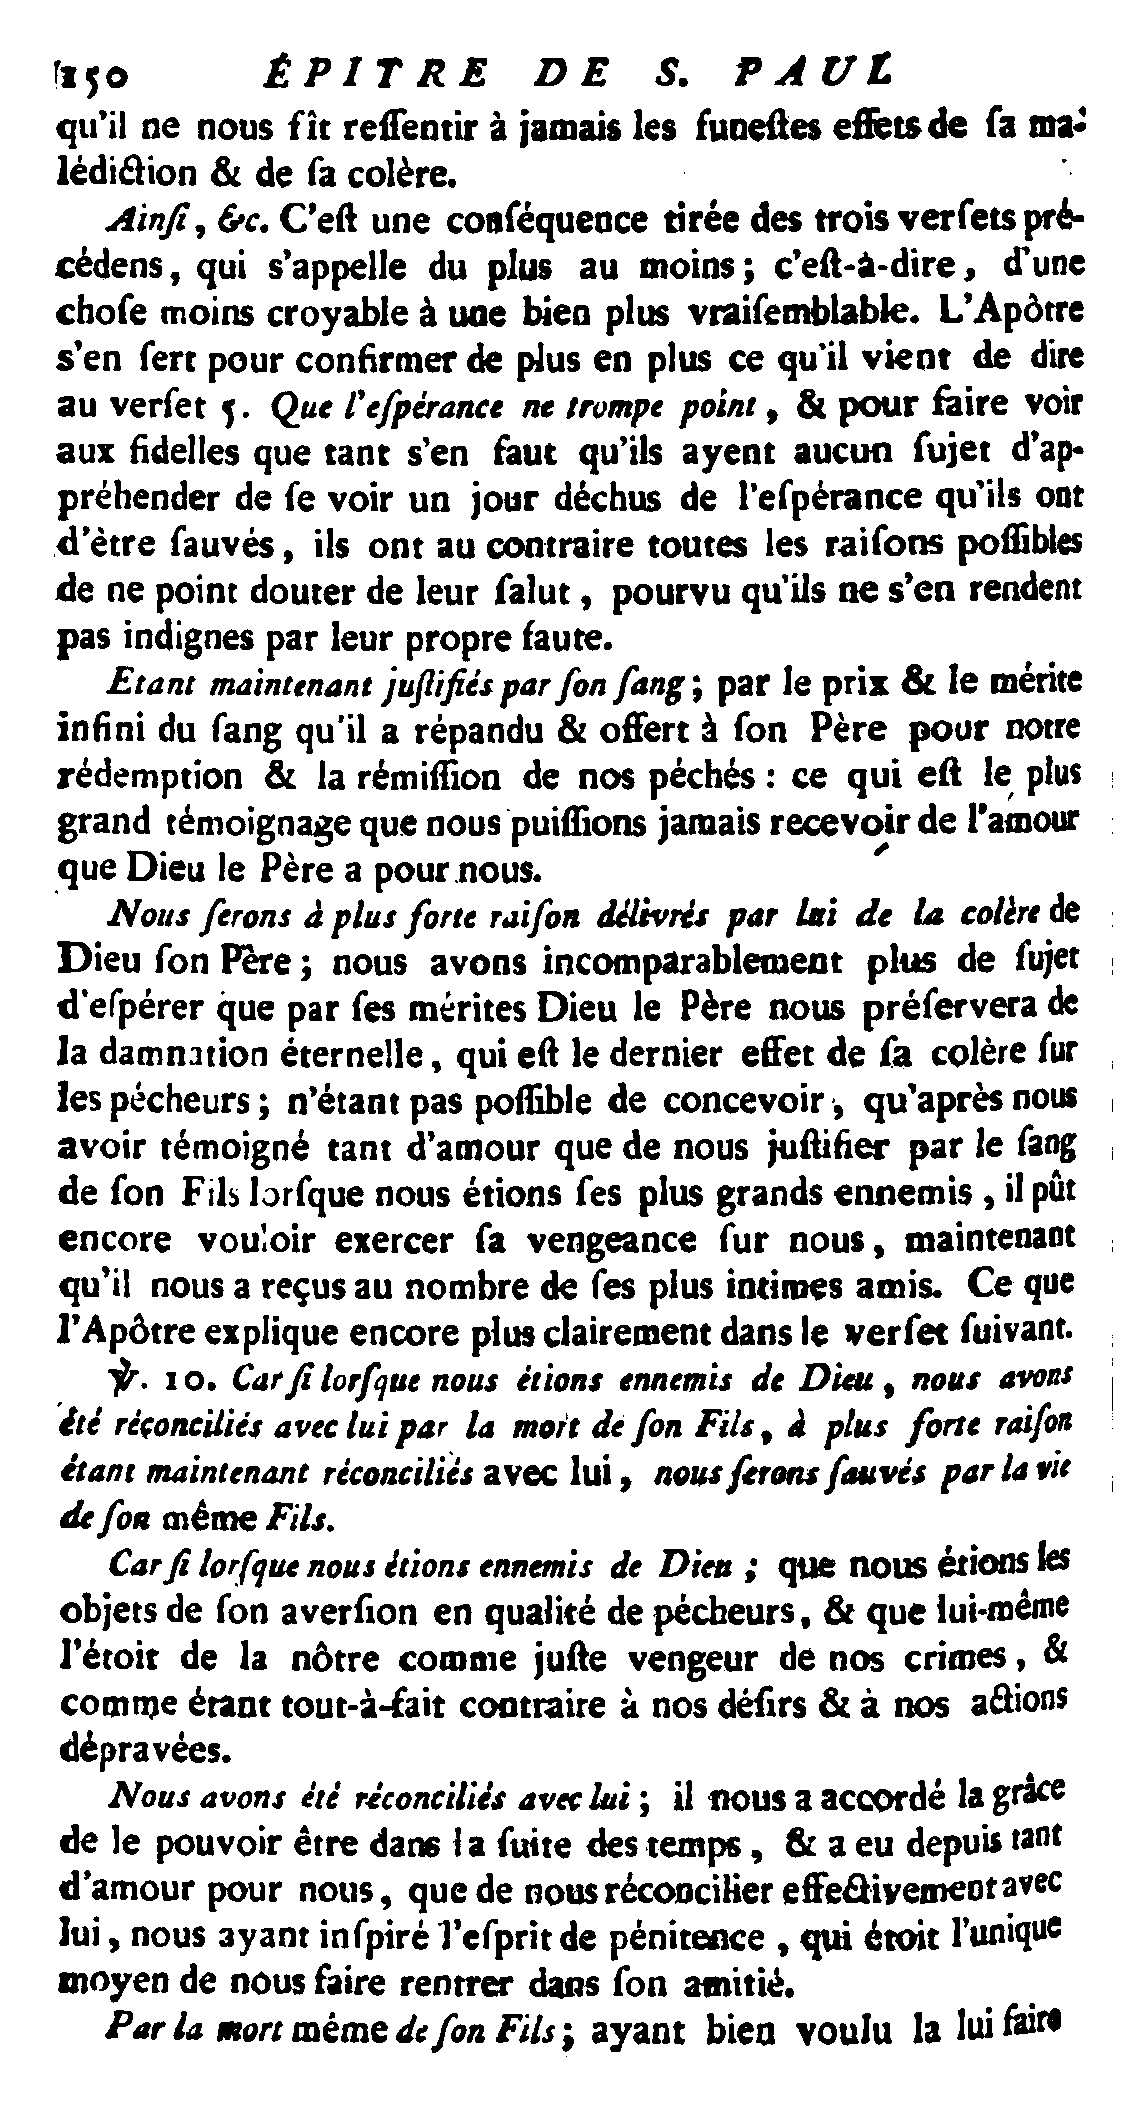 150 ÉPITRE DE S. PAUL
qu'il ne nous fît reſſentir à jamais les funeſtes effets de ſa ma-
lédiction & de ſa colère.
Ainſi, &c. C'eſt une conſéquence tirée des trois verſets pré-
cédens, qui s'appelle du plus au moins; c'eſt-à-dire, d'une
choſe moins croyable à une bien plus vraiſemblable. L'Apôtre
s'en ſert pour confirmer de plus en plus ce qu'il vient de dire
au verſet 5. Que l'eſpérance ne trompe point, & pour faire voir
aux fidelles que tant s'en faut qu'ils ayent aucun ſujet d'ap-
préhender de ſe voir un jour déchus de l'eſpérance qu'ils ont
d'être ſauvés, ils ont au contraire toutes les raiſons poſſibles
de ne point douter de leur ſalut, pourvu qu'ils ne s'en rendent
pas indignes par leur propre faute.
Etant maintenant juſtifiés par ſon ſang; par le prix & le mérite
infini du ſang qu'il a répandu & offert à ſon Père pour notre
rédemption & la rémiſſion de nos péchés : ce qui eſt le plus
grand témoignage que nous puiſſions jamais recevoir de l'amour
que Dieu le Père a pour nous.
Nous ſerons à plus forte raiſon délivrés par lui de la colère de
Dieu ſon Père; nous avons incomparablement plus de ſujet
d'eſpérer que par ſes mérites Dieu le Père nous préſervera de
la damnation éternelle, qui eſt le dernier effet de ſa colère ſur
les pécheurs; n'étant pas poſſible de concevoir, qu'après nous
avoir témoigné tant d'amour que de nous juſtifier par le ſang
de ſon Fils lorſque nous étions ſes plus grands ennemis, il pût
encore vouloir exercer ſa vengeance ſur nous, maintenant
qu'il nous a reçus au nombre de ſes plus intimes amis. Ce que
l'Apôtre explique encore plus clairement dans le verſet ſuivant.
℣. 10. Car ſi lorſque nous étions ennemis de Dieu, nous avons
été réconciliés avec lui par la mort de ſon Fils, à plus forte raiſon
étant maintenant réconciliés avec lui, nous ſerons ſauvés par la vie
de ſon même Fils.
Car ſi lorſque nous étions ennemis de Dieu; que nous étions les
objets de ſon averſion en qualité de pécheurs, & que lui-même
l'étoit de la nôtre comme juſte vengeur de nos crimes, &
comme étant tout-à-fait contraire à nos déſirs & à nos actions
dépravées.
Nous avons été réconciliés avec lui; il nous a accordé la grâce
de le pouvoir être dans la ſuite des temps, & a eu depuis tant
d'amour pour nous, que de nous réconcilier effectivement avec
lui, nous ayant inſpiré l'eſprit de pénitence, qui étoit l'unique
moyen de nous faire rentrer dans ſon amitié.
Par la mort même de ſon Fils; ayant bien voulu la lui faire